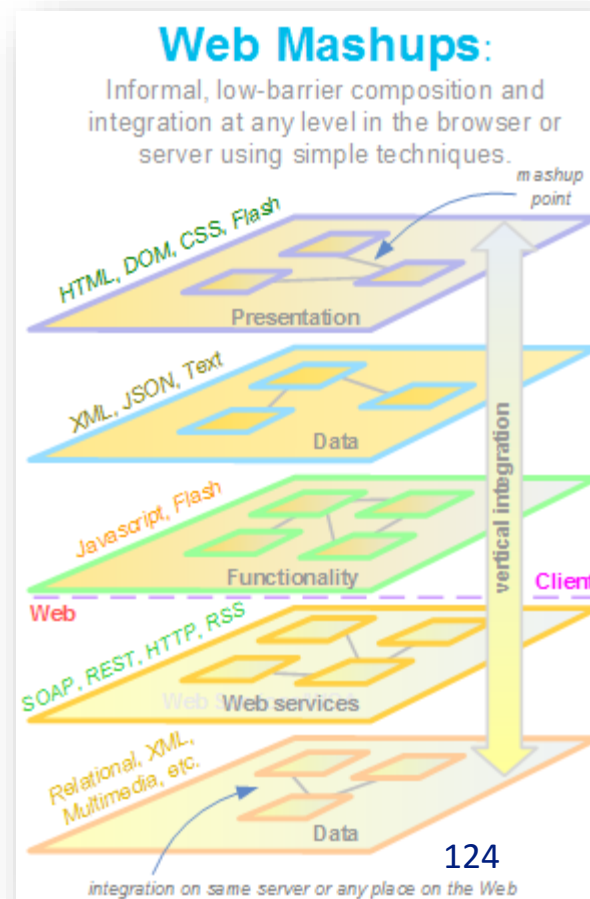 Web Mashups:
Informal, low-barrier composition and
integration at any level in the browser or
server using simple techniques.
mashup
point
HTML, DOM, CSS, Flash
Presentation
XML, JSON, Text
Data
vertical integration
Javascript, Flash
Functionality
Client
Web
SOAP, REST, HTTP, RSS
Web services
Relational, XML,
Multimedia, etc.
Data
124
integration on same server or any place on the Web